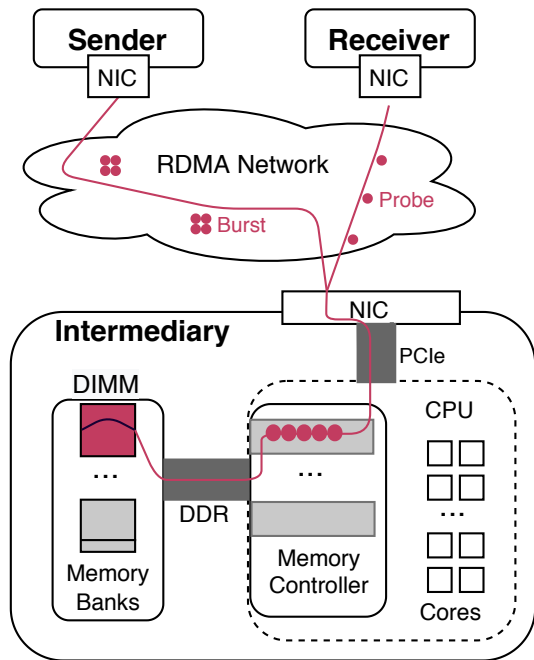 Sender
Receiver
NIC
NIC
RDMA Network
Probe
Burst
NIC
Intermediary
PCIe
DIMM
CPU
...
...
...
DDR
Memory
Banks
Memory
Controller
Cores